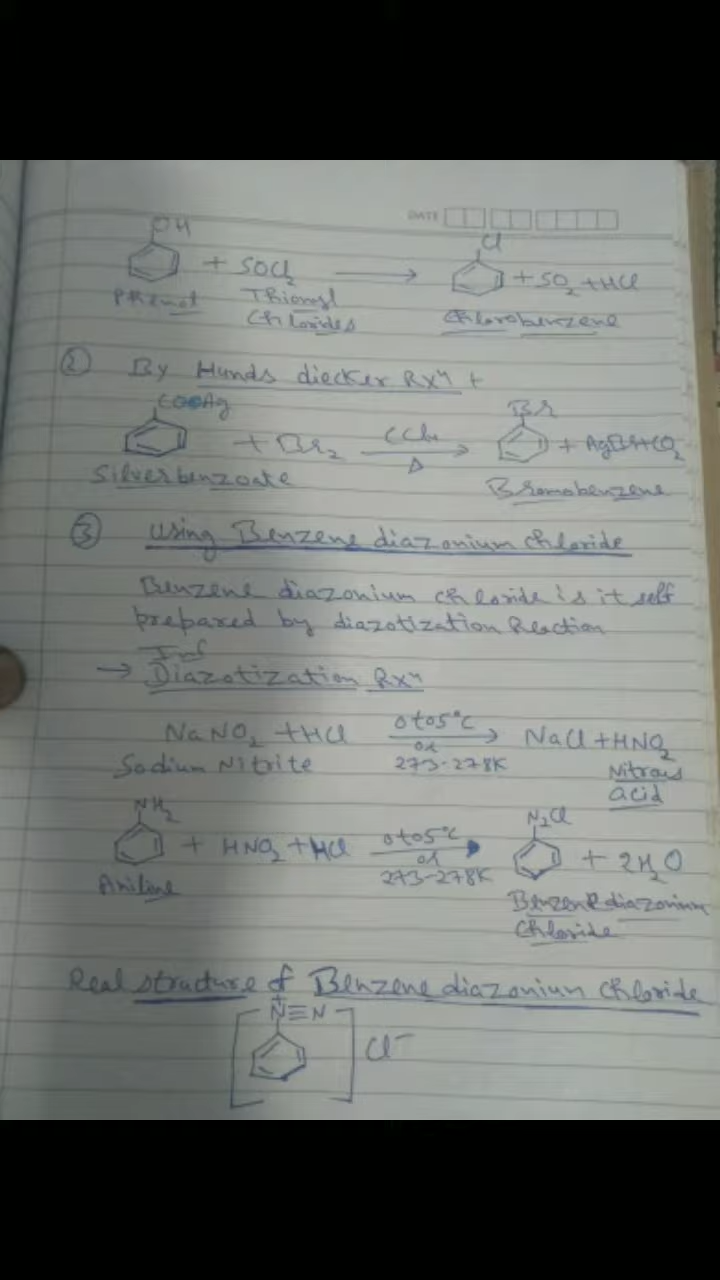 DATE
OH
Cl
+ SOCl₂ ⟶ + SO₂ + HCl
Phenol Thionyl Chlorides Chlorobenzene
② By Hunds diecker Rxⁿ +
COOAg
Br
+ Br₂ CCl₄ ⟶ Δ + AgBr + CO₂
Silverbenzoate
Bromobenzene
③ Using Benzene diazonium chloride
Benzene diazonium chloride is it self
prepared by diazotization Reaction
→ Diazotization Rxⁿ
NaNO₂ + HCl 0 to 5°C ⟶ or 273-278K NaCl + HNO₂
Sodium Nitrite
Nitrous acid
NH₂
N₂Cl
+ HNO₂ + HCl 0 to 5°C ⟶ or 273-278K + 2H₂O
Aniline
Benzene diazonium
Chloride
Real structure of Benzene diazonium chloride
N⁺≡N
Cl⁻